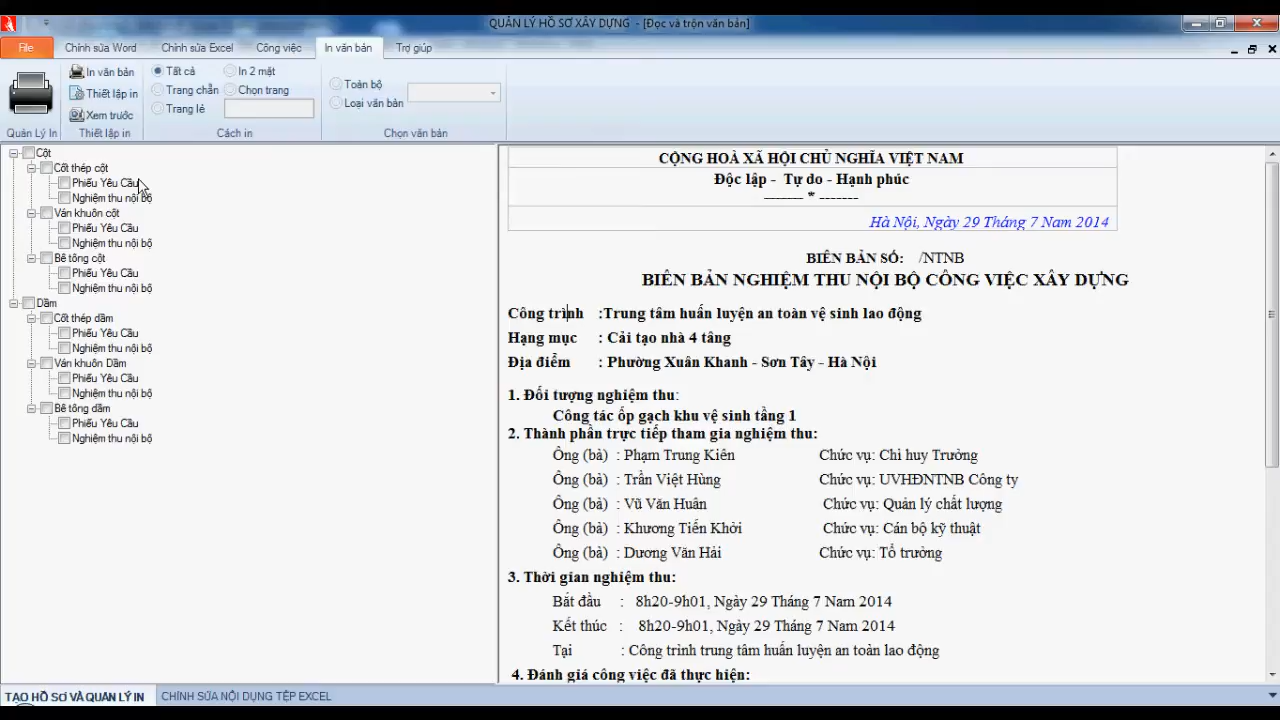 QUẢN LÝ HỒ SƠ XÂY DỰNG - [Đọc và trộn văn bản]
File Chỉnh sửa Word Chỉnh sửa Excel Công việc In văn bản Trợ giúp
In văn bản
Thiết lập in
Xem trước
Tất cả In 2 mặt
Trang chẵn Chọn trang
Trang lẻ
Toàn bộ
Loại văn bản
Quản Lý In Thiết lập in Cách in Chọn văn bản
Cột
Cốt thép cột
Phiếu Yêu Cầu
Nghiệm thu nội bộ
Ván khuôn cột
Phiếu Yêu Cầu
Nghiệm thu nội bộ
Bê tông cột
Phiếu Yêu Cầu
Nghiệm thu nội bộ
Dầm
Cốt thép dầm
Phiếu Yêu Cầu
Nghiệm thu nội bộ
Ván khuôn Dầm
Phiếu Yêu Cầu
Nghiệm thu nội bộ
Bê tông dầm
Phiếu Yêu Cầu
Nghiệm thu nội bộ
CỘNG HOÀ XÃ HỘI CHỦ NGHĨA VIỆT NAM
Độc lập - Tự do - Hạnh phúc
------- * -------
Hà Nội, Ngày 29 Tháng 7 Nam 2014
BIÊN BẢN SỐ: /NTNB
BIÊN BẢN NGHIỆM THU NỘI BỘ CÔNG VIỆC XÂY DỰNG
Công trình :Trung tâm huấn luyện an toàn vệ sinh lao động
Hạng mục : Cải tạo nhà 4 tâng
Địa điểm : Phường Xuân Khanh - Sơn Tây - Hà Nội
1. Đối tượng nghiệm thu:
Công tác ốp gạch khu vệ sinh tầng 1
2. Thành phần trực tiếp tham gia nghiệm thu:
Ông (bà) : Phạm Trung Kiên Chức vụ: Chỉ huy Trưởng
Ông (bà) : Trần Việt Hùng Chức vụ: UVHĐNTNB Công ty
Ông (bà) : Vũ Văn Huân Chức vụ: Quản lý chất lượng
Ông (bà) : Khương Tiến Khởi Chức vụ: Cán bộ kỹ thuật
Ông (bà) : Dương Văn Hải Chức vụ: Tổ trưởng
3. Thời gian nghiệm thu:
Bắt đầu : 8h20-9h01, Ngày 29 Tháng 7 Nam 2014
Kết thúc : 8h20-9h01, Ngày 29 Tháng 7 Nam 2014
Tại : Công trình trung tâm huấn luyện an toàn lao động
4. Đánh giá công việc đã thực hiện:
TẠO HỒ SƠ VÀ QUẢN LÝ IN CHỈNH SỬA NỘI DỤNG TỆP EXCEL